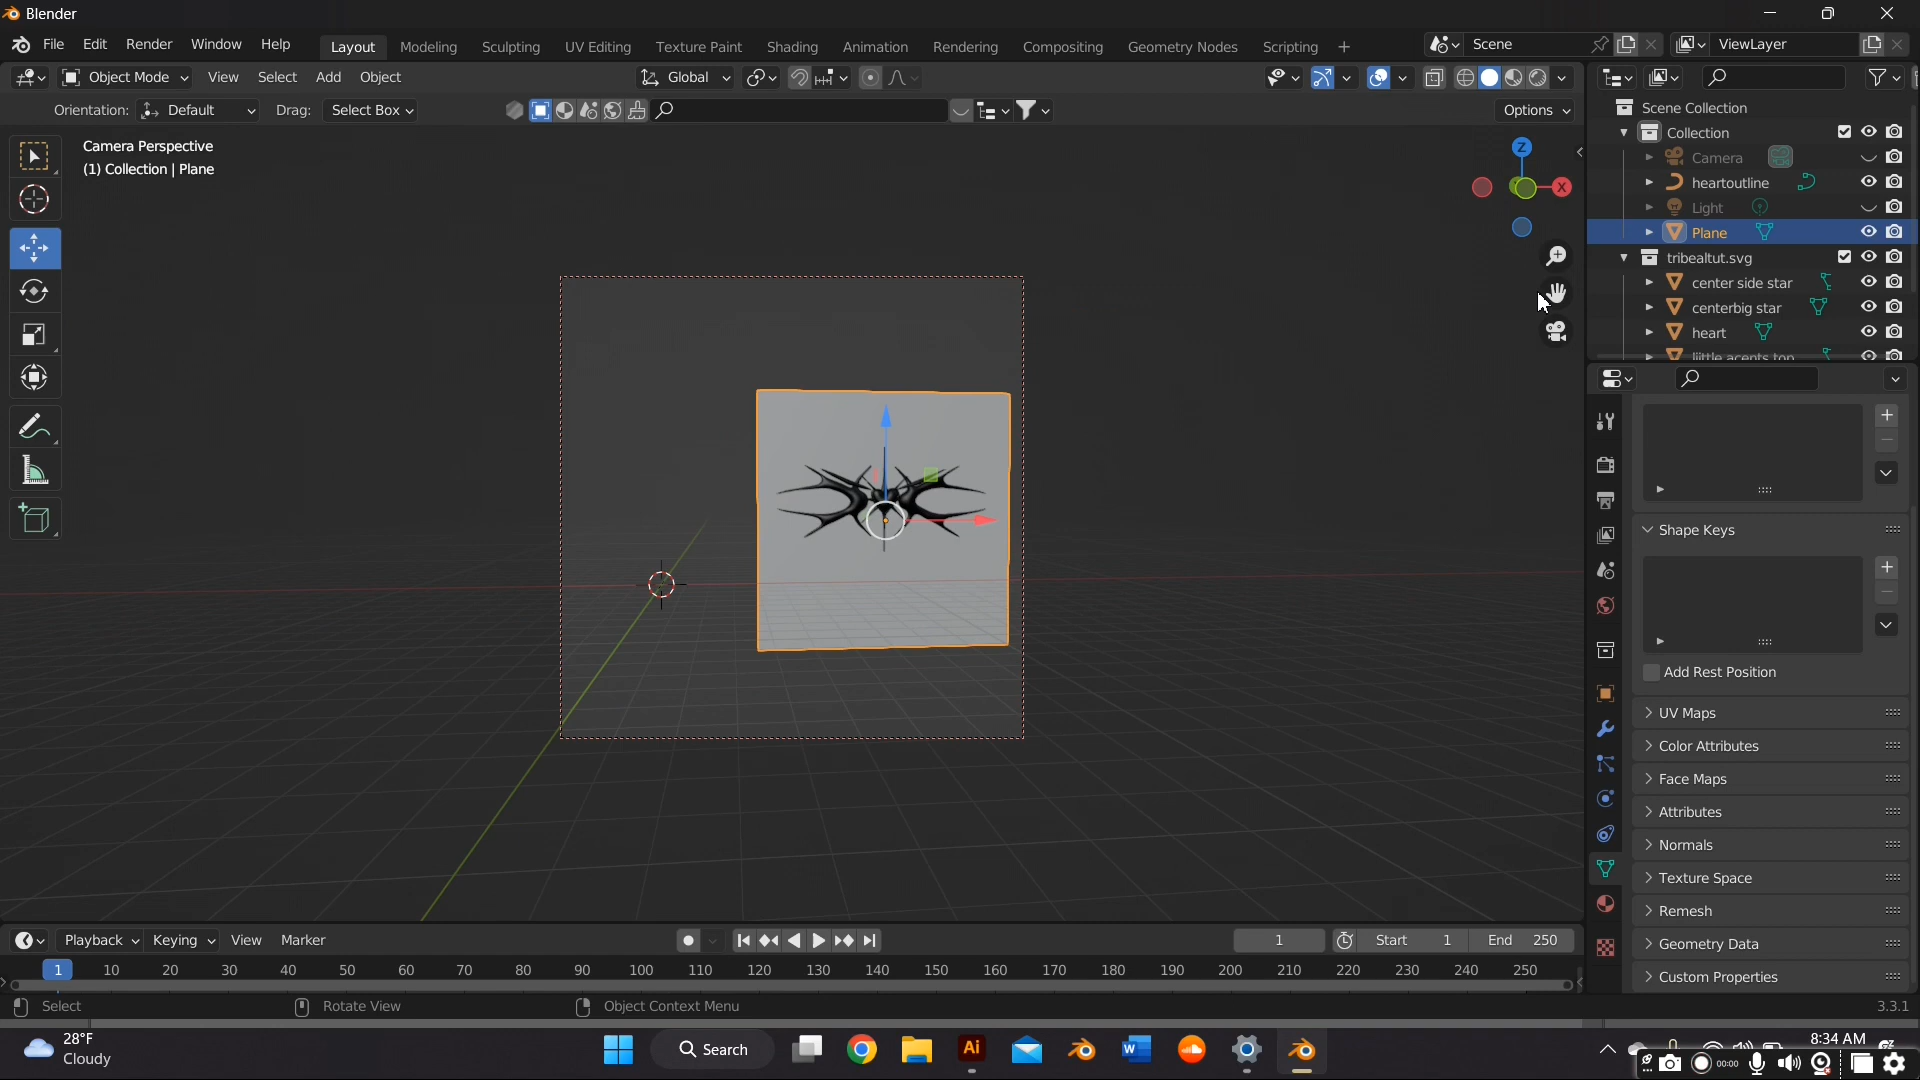 Blender
File Edit Render Window Help Layout Modeling Sculpting UV Editing Texture Paint Shading Animation Rendering Compositing Geometry Nodes Scripting + Scene ViewLayer
Object Mode View Select Add Object Global
Orientation: Default Drag: Select Box Options
Camera Perspective
(1) Collection | Plane
Z
X
Scene Collection
Collection
Camera
heartoutline
Light
Plane
tribealtut.svg
center side star
centerbig star
heart
liittle acents top
Shape Keys
Add Rest Position
UV Maps
Color Attributes
Face Maps
Attributes
Normals
Texture Space
Remesh
Geometry Data
Custom Properties
Playback Keying View Marker 1 Start 1 End 250
1 10 20 30 40 50 60 70 80 90 100 110 120 130 140 150 160 170 180 190 200 210 220 230 240 250
Select Rotate View Object Context Menu 3.3.1
28°F
Cloudy
Search
Ai
W
8:34 AM
00:00